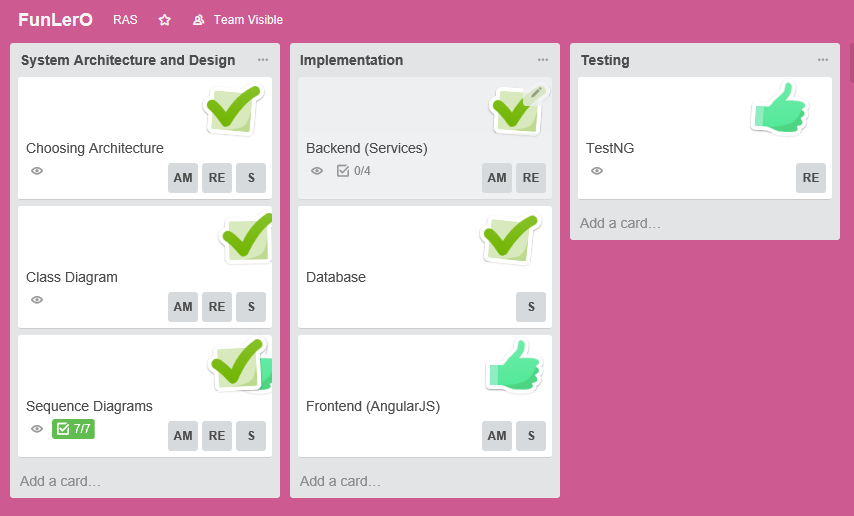 FunLerO RAS Team Visible
System Architecture and Design
Choosing Architecture
AM RE S
Class Diagram
AM RE S
Sequence Diagrams
7/7 AM RE S
Add a card…
Implementation
Backend (Services)
0/4 AM RE
Database
S
Frontend (AngularJS)
AM S
Add a card…
Testing
TestNG
RE
Add a card…